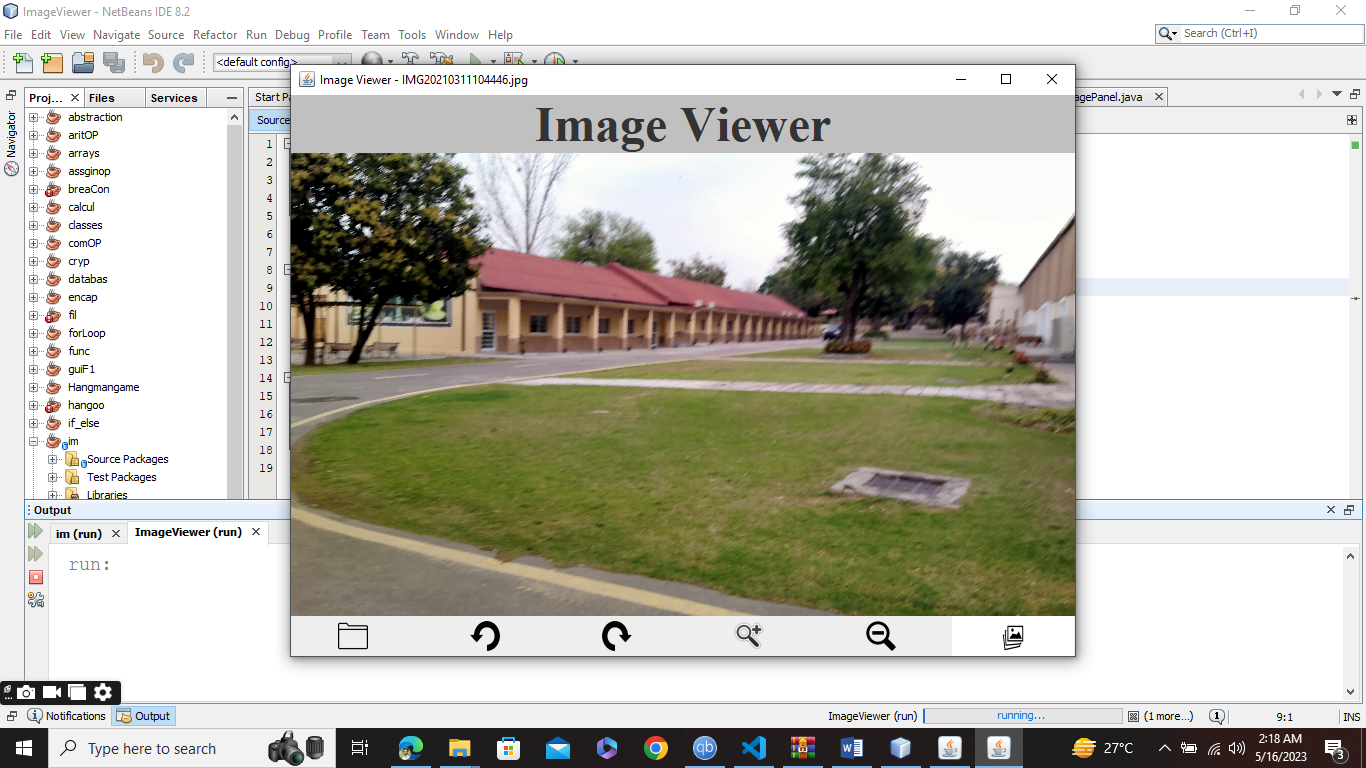 ImageViewer - NetBeans IDE 8.2
File Edit View Navigate Source Refactor Run Debug Profile Team Tools Window Help
Search (Ctrl+I)
<default config>
Image Viewer - IMG20210311104446.jpg
Image Viewer
Proj... Files Services
Start Pa
agePanel.java
Source
Navigator
abstraction
aritOP
arrays
assginop
breaCon
calcul
classes
comOP
cryp
databas
encap
fil
forLoop
func
guiF1
Hangmangame
hangoo
if_else
im
Source Packages
Test Packages
Libraries
1
2
3
4
5
6
7
8
9
10
11
12
13
14
15
16
17
18
19
Output
im (run) ImageViewer (run)
run:
Notifications Output
ImageViewer (run) running... (1 more...) 1 9:1 INS
Type here to search
qb
W
27°C
2:18 AM
5/16/2023
3